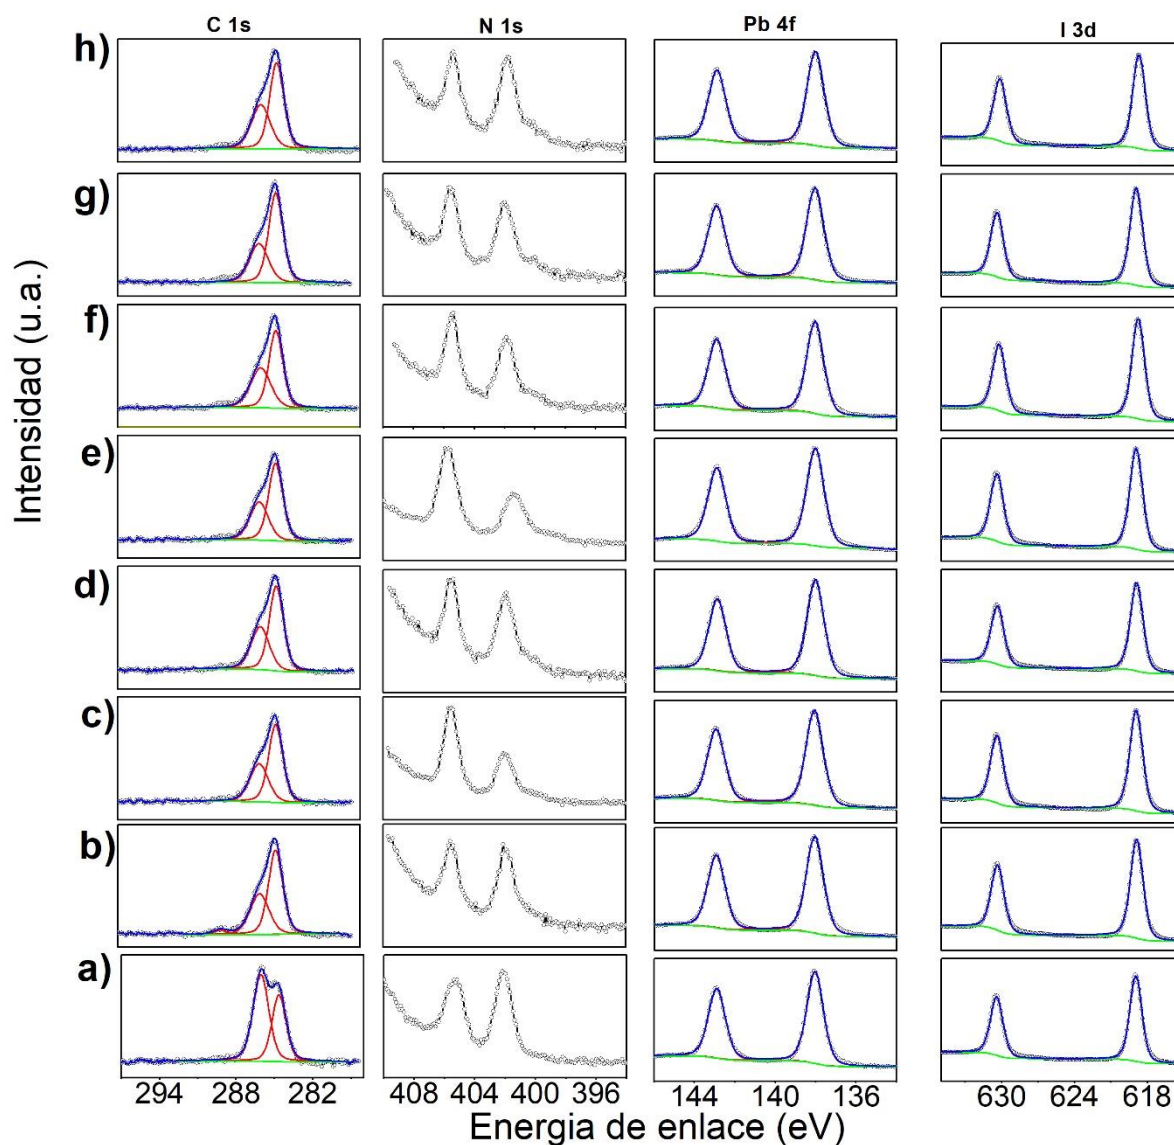 C 1s N 1s Pb 4f I 3d
h)
g)
f)
e)
d)
c)
b)
a)
Intensidad (u.a.)
294 288 282 408 404 400 396 144 140 136 630 624 618
Energia de enlace (eV)